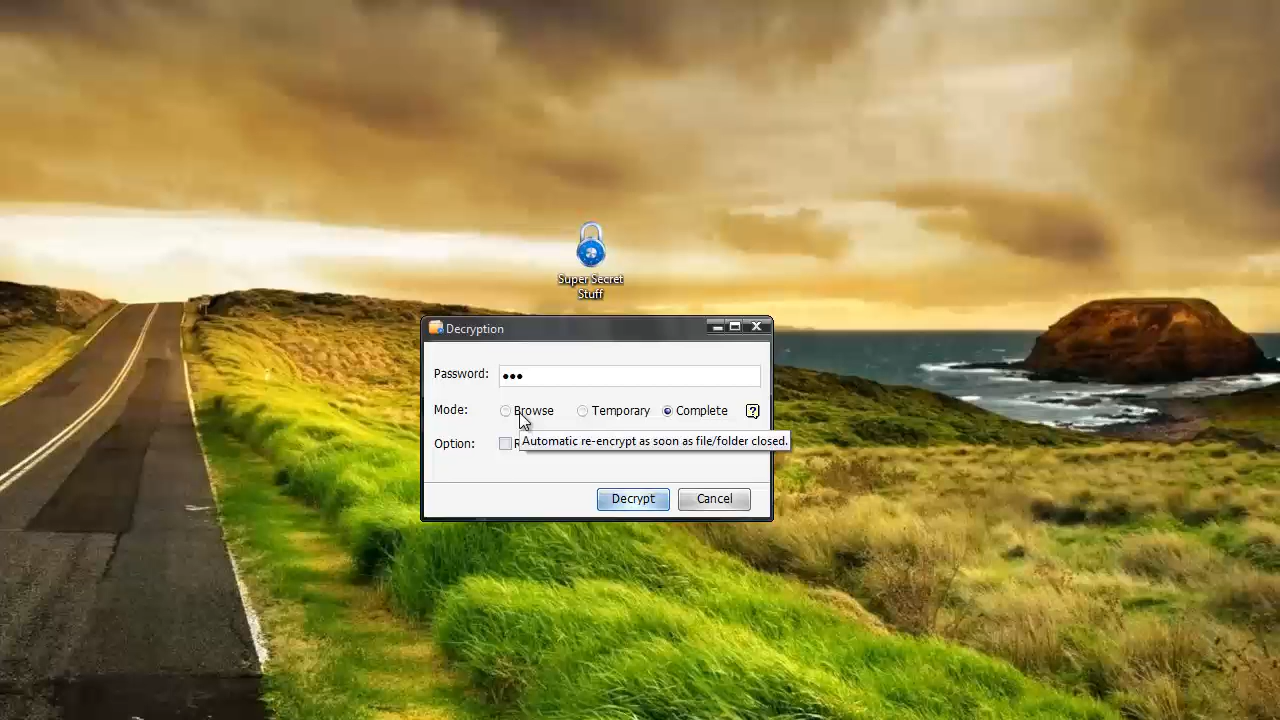 Super Secret
Stuff
Decryption
Password:
Mode: Browse Temporary Complete ?
Automatic re-encrypt as soon as file/folder closed.
Option:
Decrypt Cancel